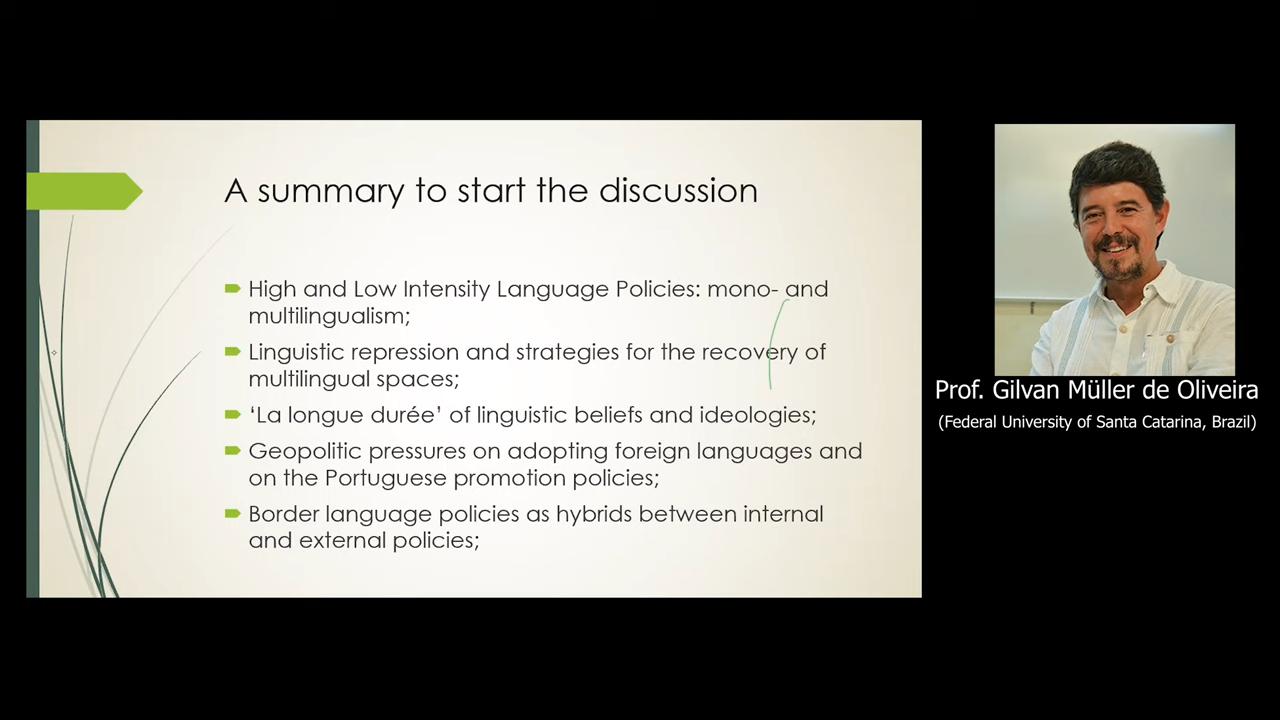 A summary to start the discussion
High and Low Intensity Language Policies: mono- and
multilingualism;
Linguistic repression and strategies for the recovery of
multilingual spaces;
‘La longue durée’ of linguistic beliefs and ideologies;
Geopolitic pressures on adopting foreign languages and
on the Portuguese promotion policies;
Border language policies as hybrids between internal
and external policies;
Prof. Gilvan Müller de Oliveira
(Federal University of Santa Catarina, Brazil)